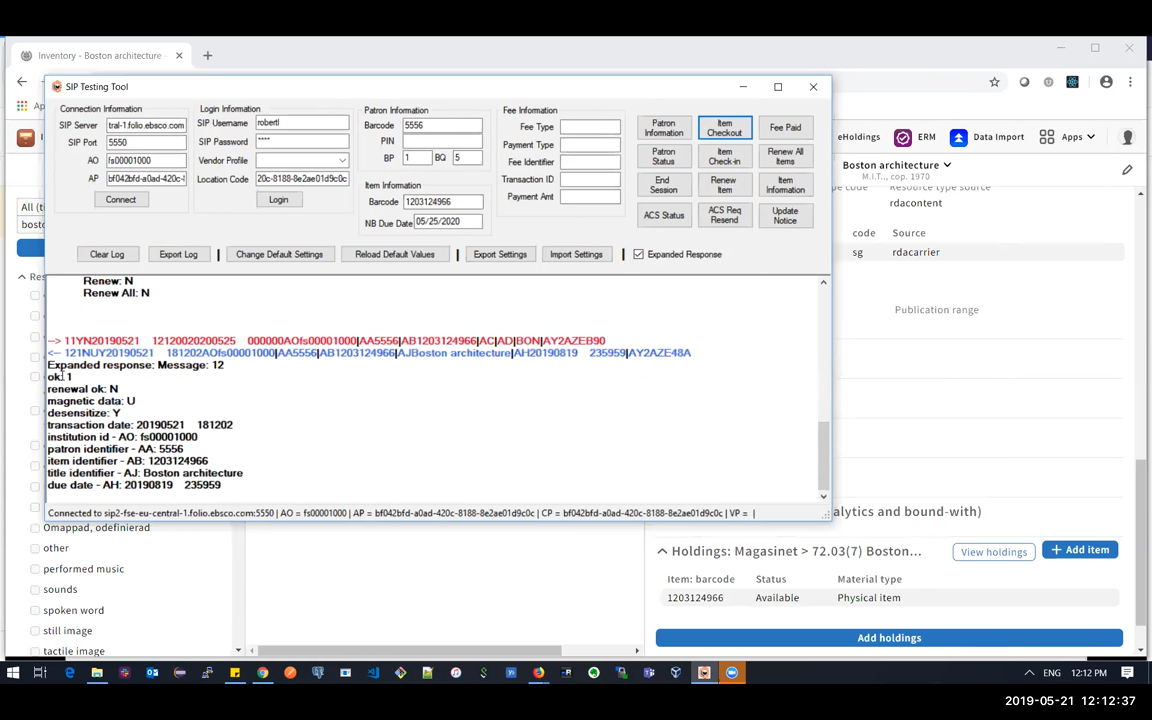 Inventory - Boston architecture
SIP Testing Tool
Connection Information
SIP Server
tral-1.folio.ebsco.com
SIP Port
5550
AO
fs00001000
AP
bf042bfd-a0ad-420c-
Connect
Login Information
SIP Username
robertl
SIP Password
****
Vendor Profile
Location Code
20c-8188-8e2ae01d9c0c
Login
Patron Information
Barcode
5556
PIN
BP
1
BQ
5
Item Information
Barcode
1203124966
NB Due Date
05/25/2020
Fee Information
Fee Type
Payment Type
Fee Identifier
Transaction ID
Payment Amt
Patron Information
Item Checkout
Fee Paid
Patron Status
Item Check-in
Renew All Items
End Session
Renew Item
Item Information
ACS Status
ACS Req Resend
Update Notice
Clear Log
Export Log
Change Default Settings
Reload Default Values
Export Settings
Import Settings
Expanded Response
Renew: N
Renew All: N
--> 11YN20190521 12120020200525 000000AOfs00001000|AA5556|AB1203124966|AC|AD|BON|AY2AZEB90
<-- 121NUY20190521 181202AOfs00001000|AA5556|AB1203124966|AJBoston architecture|AH20190819 235959|AY2AZE48A
Expanded response: Message: 12
ok: 1
renewal ok: N
magnetic data: U
desensitize: Y
transaction date: 20190521 181202
institution id - AO: fs00001000
patron identifier - AA: 5556
item identifier - AB: 1203124966
title identifier - AJ: Boston architecture
due date - AH: 20190819 235959
Connected to sip2-fse-eu-central-1.folio.ebsco.com:5550 | AO = fs00001000 | AP = bf042bfd-a0ad-420c-8188-8e2ae01d9c0c | CP = bf042bfd-a0ad-420c-8188-8e2ae01d9c0c | VP = |
eHoldings
ERM
Data Import
Apps
Boston architecture
M.I.T., cop. 1970
Resource type source
rdacontent
code
Source
sg
rdacarrier
Publication range
alytics and bound-with)
Holdings: Magasinet > 72.03(7) Boston...
View holdings
Add item
Item: barcode
Status
Material type
1203124966
Available
Physical item
Add holdings
Ap
All (ti
bost
Res
Omappad, odefinierad
other
performed music
sounds
spoken word
still image
tactile image
ENG
12:12 PM
2019-05-21 12:12:37